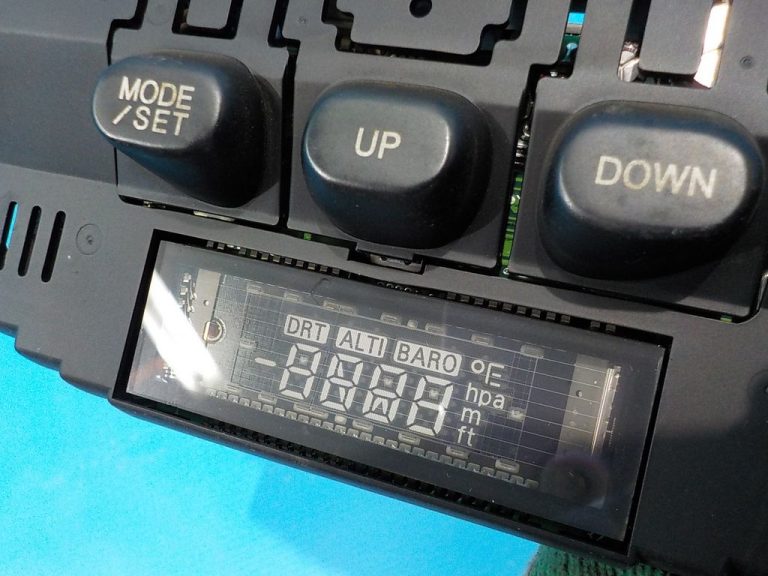 MODE
/SET
UP
DOWN
DRT ALTI BARO °F
-8888 hpa
m
ft